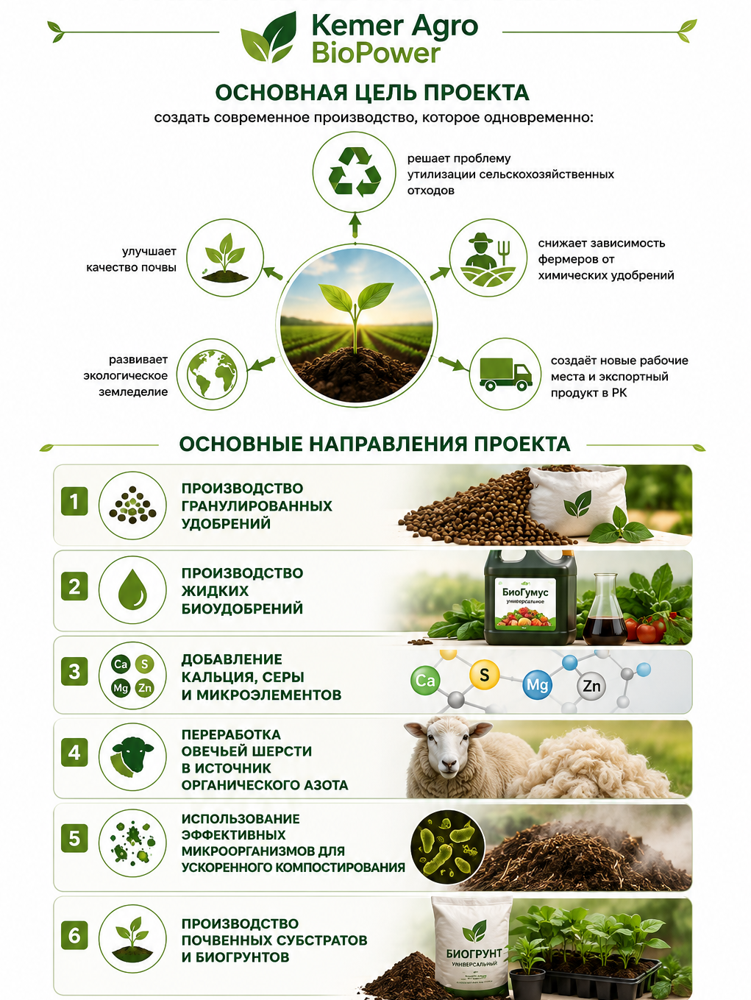 Kemer Agro
BioPower
ОСНОВНАЯ ЦЕЛЬ ПРОЕКТА
создать современное производство, которое одновременно:
решает проблему
утилизации сельскохозяйственных
отходов
улучшает
качество почвы
снижает зависимость
фермеров от
химических удобрений
развивает
экологическое
земледелие
создаёт новые рабочие
места и экспортный
продукт в РК
ОСНОВНЫЕ НАПРАВЛЕНИЯ ПРОЕКТА
1
ПРОИЗВОДСТВО
ГРАНУЛИРОВАННЫХ
УДОБРЕНИЙ
2
ПРОИЗВОДСТВО
ЖИДКИХ
БИОУДОБРЕНИЙ
БиоГумус
универсальное
3
Ca S
Mg Zn
ДОБАВЛЕНИЕ
КАЛЬЦИЯ, СЕРЫ
И МИКРОЭЛЕМЕНТОВ
Ca S Mg Zn
4
ПЕРЕРАБОТКА
ОВЕЧЬЕЙ ШЕРСТИ
В ИСТОЧНИК
ОРГАНИЧЕСКОГО АЗОТА
5
ИСПОЛЬЗОВАНИЕ
ЭФФЕКТИВНЫХ
МИКРООРГАНИЗМОВ ДЛЯ
УСКОРЕННОГО КОМПОСТИРОВАНИЯ
6
ПРОИЗВОДСТВО
ПОЧВЕННЫХ СУБСТРАТОВ
И БИОГРУНТОВ
БИОГРУНТ
УНИВЕРСАЛЬНЫЙ